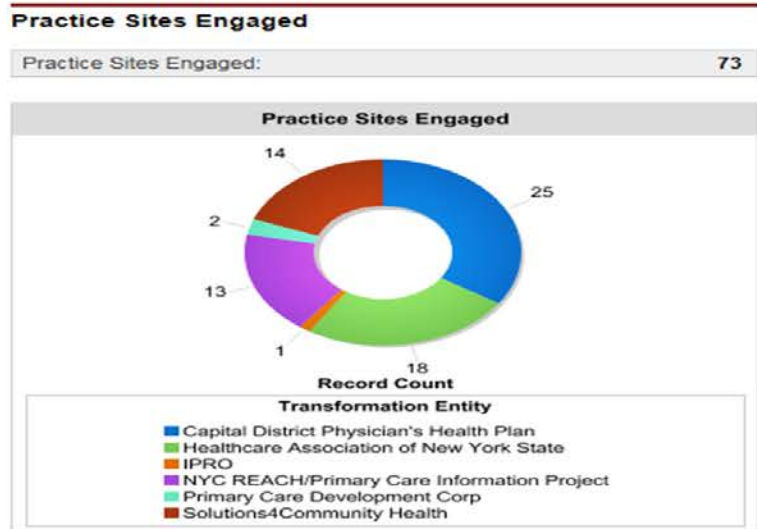 Practice Sites Engaged
Practice Sites Engaged: 73
Practice Sites Engaged
14
25
2
13
1
18
Record Count
Transformation Entity
Capital District Physician's Health Plan
Healthcare Association of New York State
IPRO
NYC REACH/Primary Care Information Project
Primary Care Development Corp
Solutions4Community Health